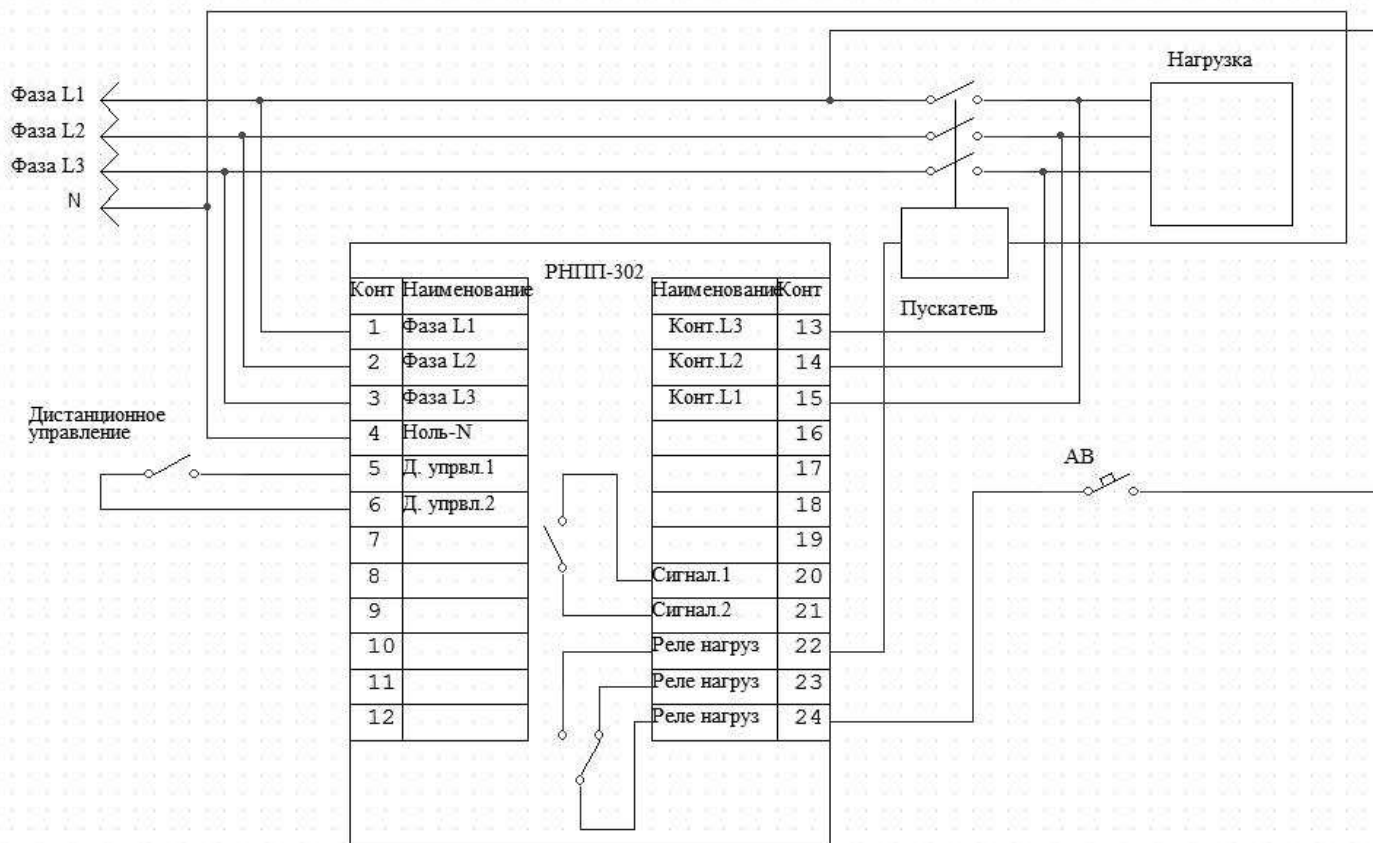 Нагрузка
Фаза L1
Фаза L2
Фаза L3
N
РНПП-302
Конт Наименование Наименование Конт
Пускатель
1 Фаза L1 Конт.L3 13
2 Фаза L2 Конт.L2 14
3 Фаза L3 Конт.L1 15
Дистанционное
управление
4 Ноль-N 16
5 Д. упрвл.1 17
АВ
6 Д. упрвл.2 18
7 19
8 Сигнал.1 20
9 Сигнал.2 21
10 Реле нагруз 22
11 Реле нагруз 23
12 Реле нагруз 24